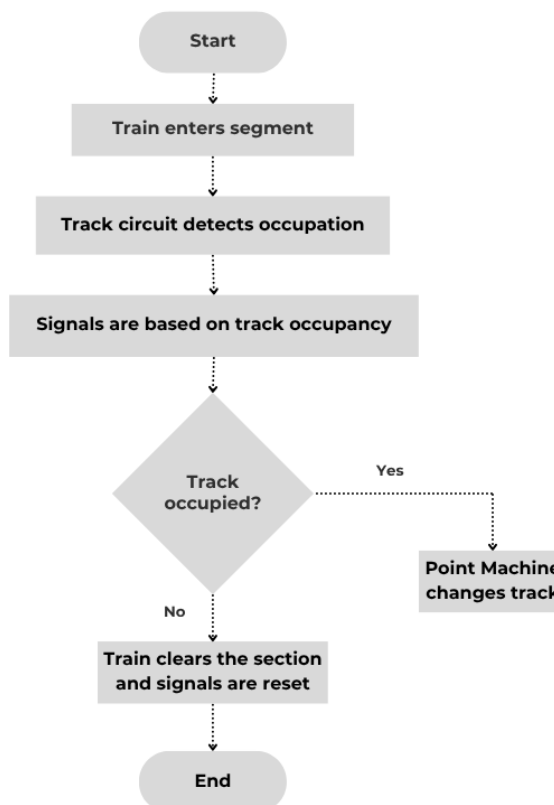 Start
Train enters segment
Track circuit detects occupation
Signals are based on track occupancy
Track
occupied?
Yes
Point Machine
changes track
No
Train clears the section
and signals are reset
End